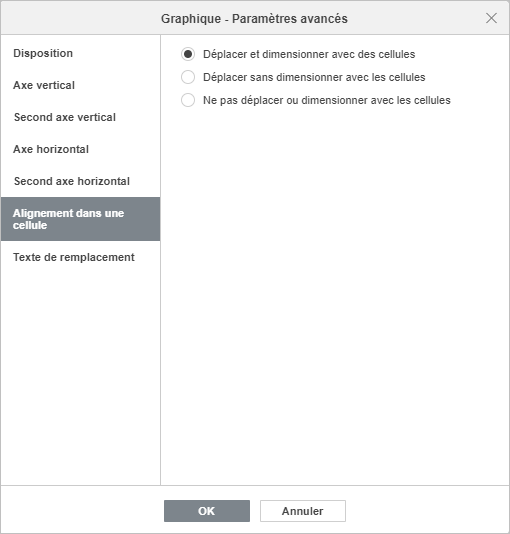 Graphique - Paramètres avancés
Disposition
Axe vertical
Second axe vertical
Axe horizontal
Second axe horizontal
Alignement dans une
cellule
Texte de remplacement
Déplacer et dimensionner avec des cellules
Déplacer sans dimensionner avec les cellules
Ne pas déplacer ou dimensionner avec les cellules
OK
Annuler